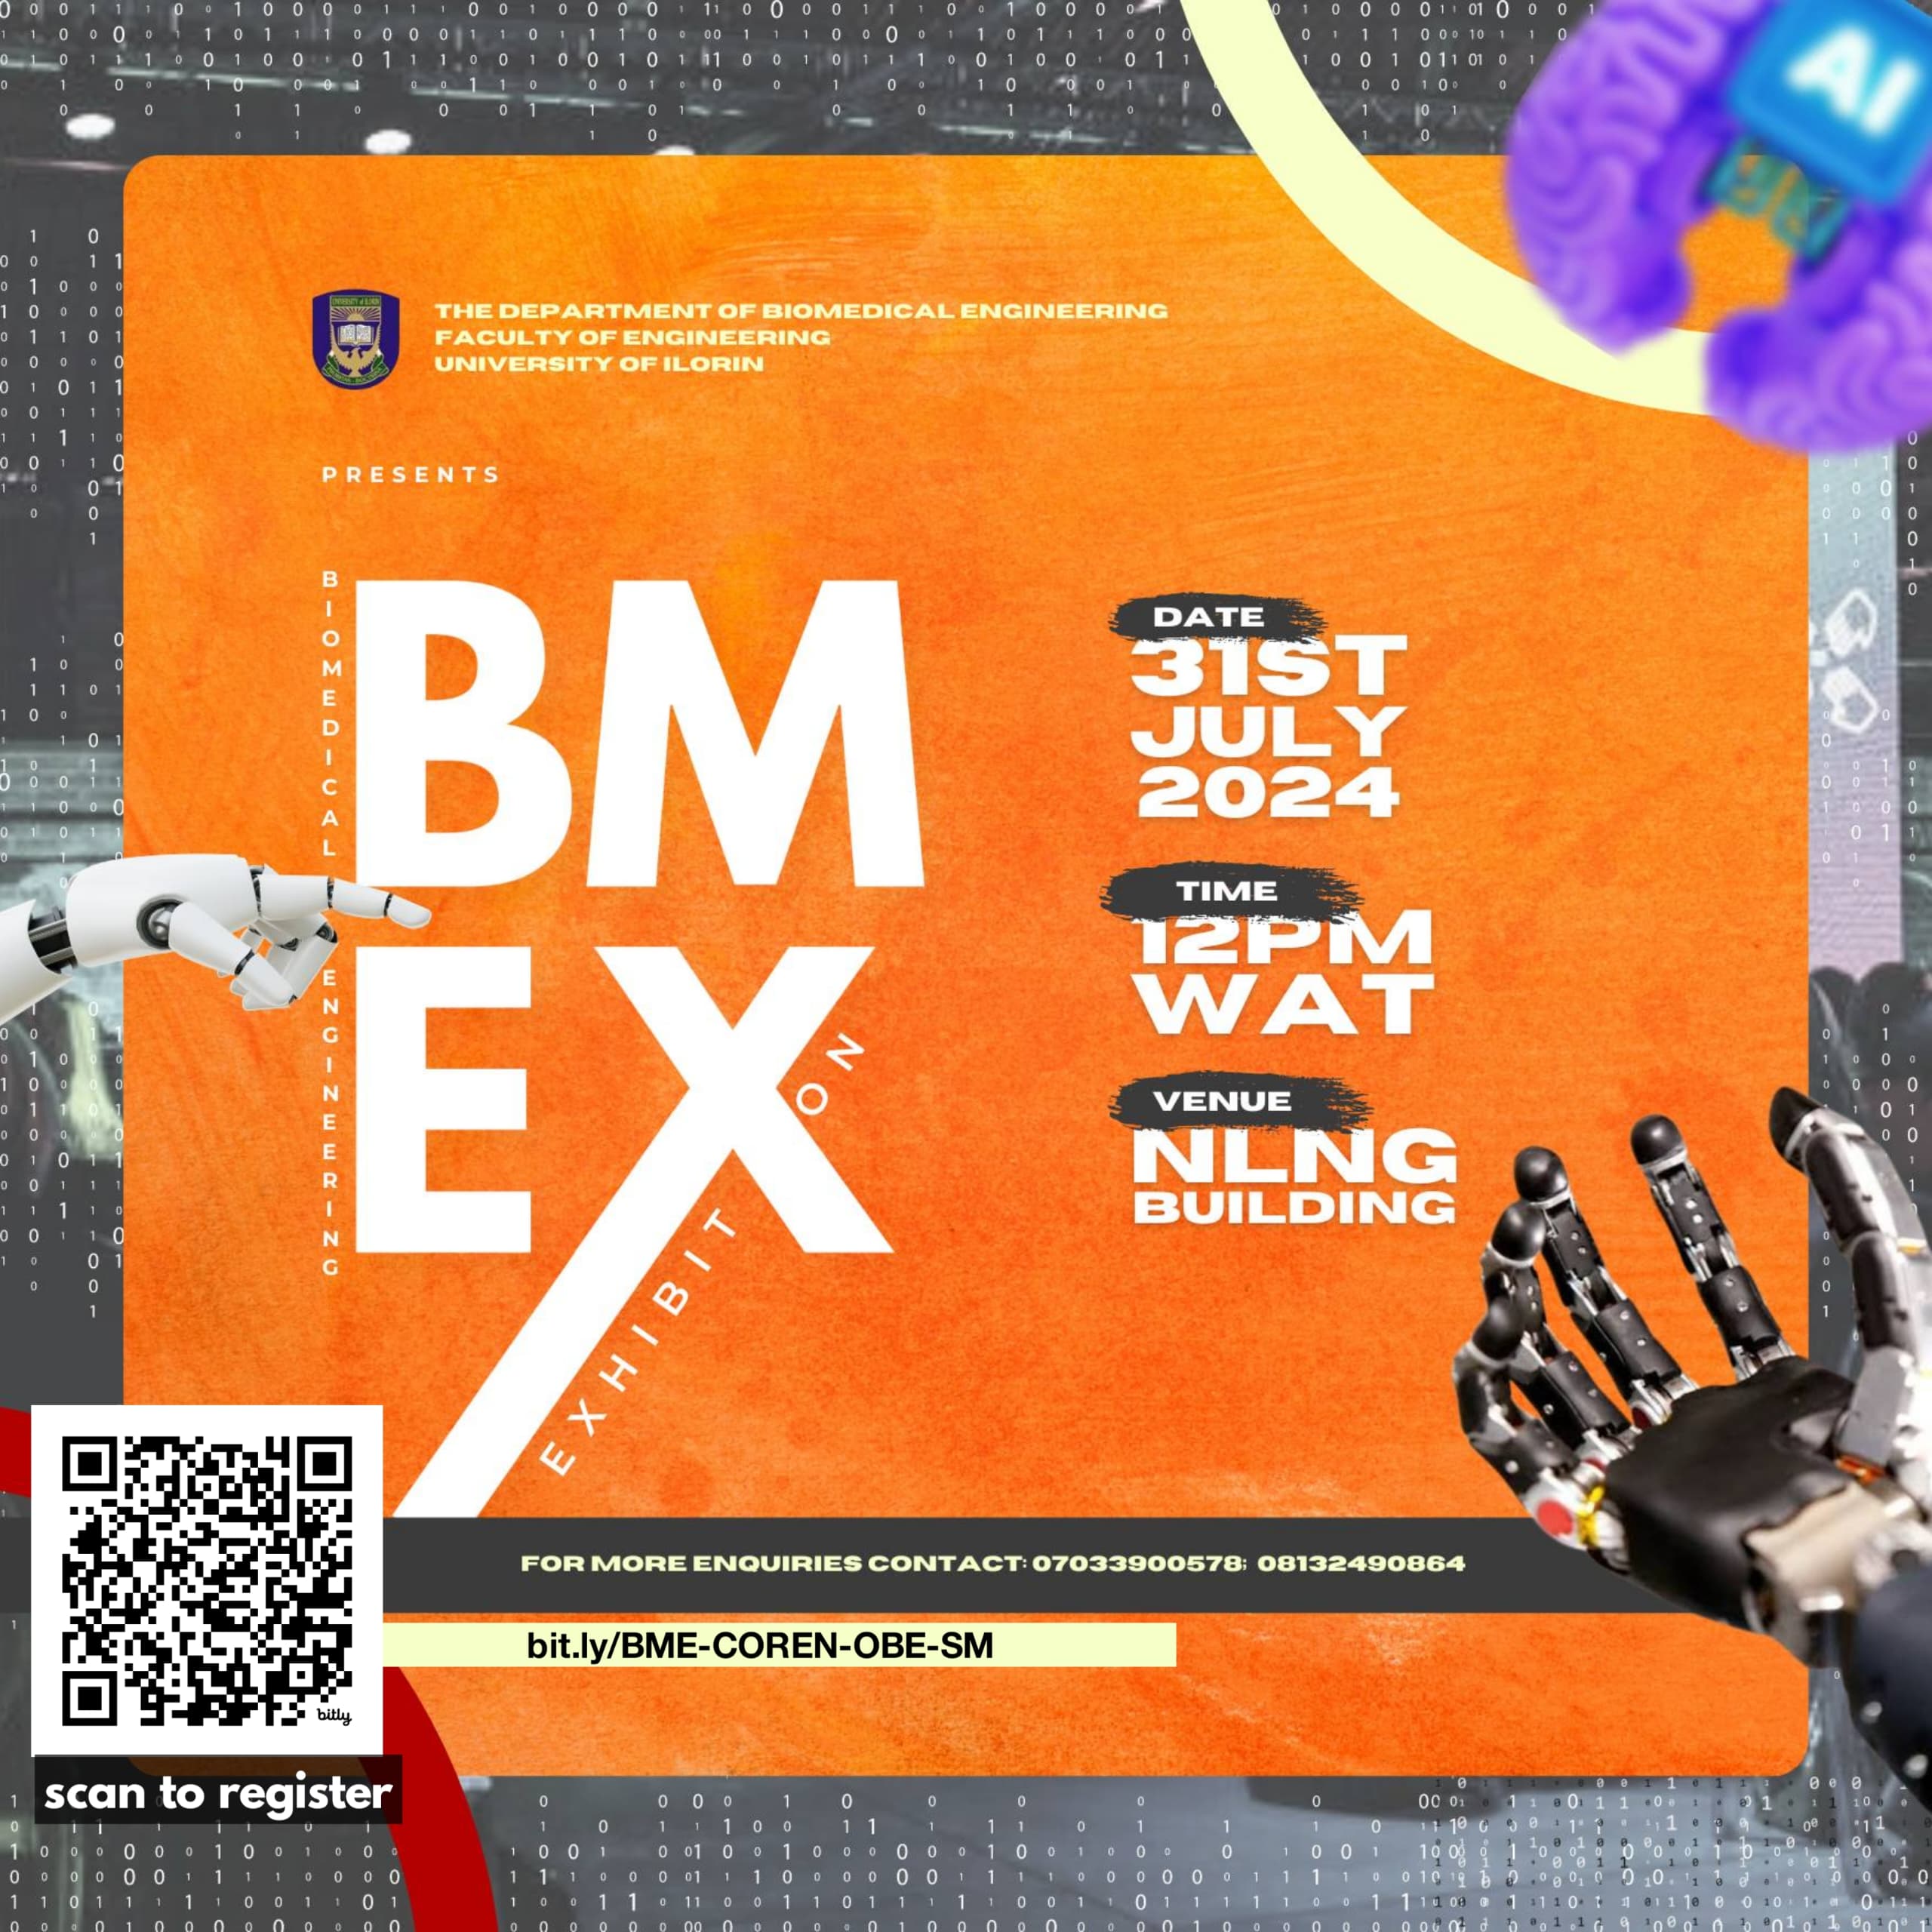 THE DEPARTMENT OF BIOMEDICAL ENGINEERING
FACULTY OF ENGINEERING
UNIVERSITY OF ILORIN
PRESENTS
BIOMEDICAL
ENGINEERING
BM
EX
EXHIBIT ON
DATE
31ST
JULY
2024
TIME
12PM
WAT
VENUE
NLNG
BUILDING
AI
FOR MORE ENQUIRIES CONTACT: 07033900578; 08132490864
bit.ly/BME-COREN-OBE-SM
bitly
scan to register